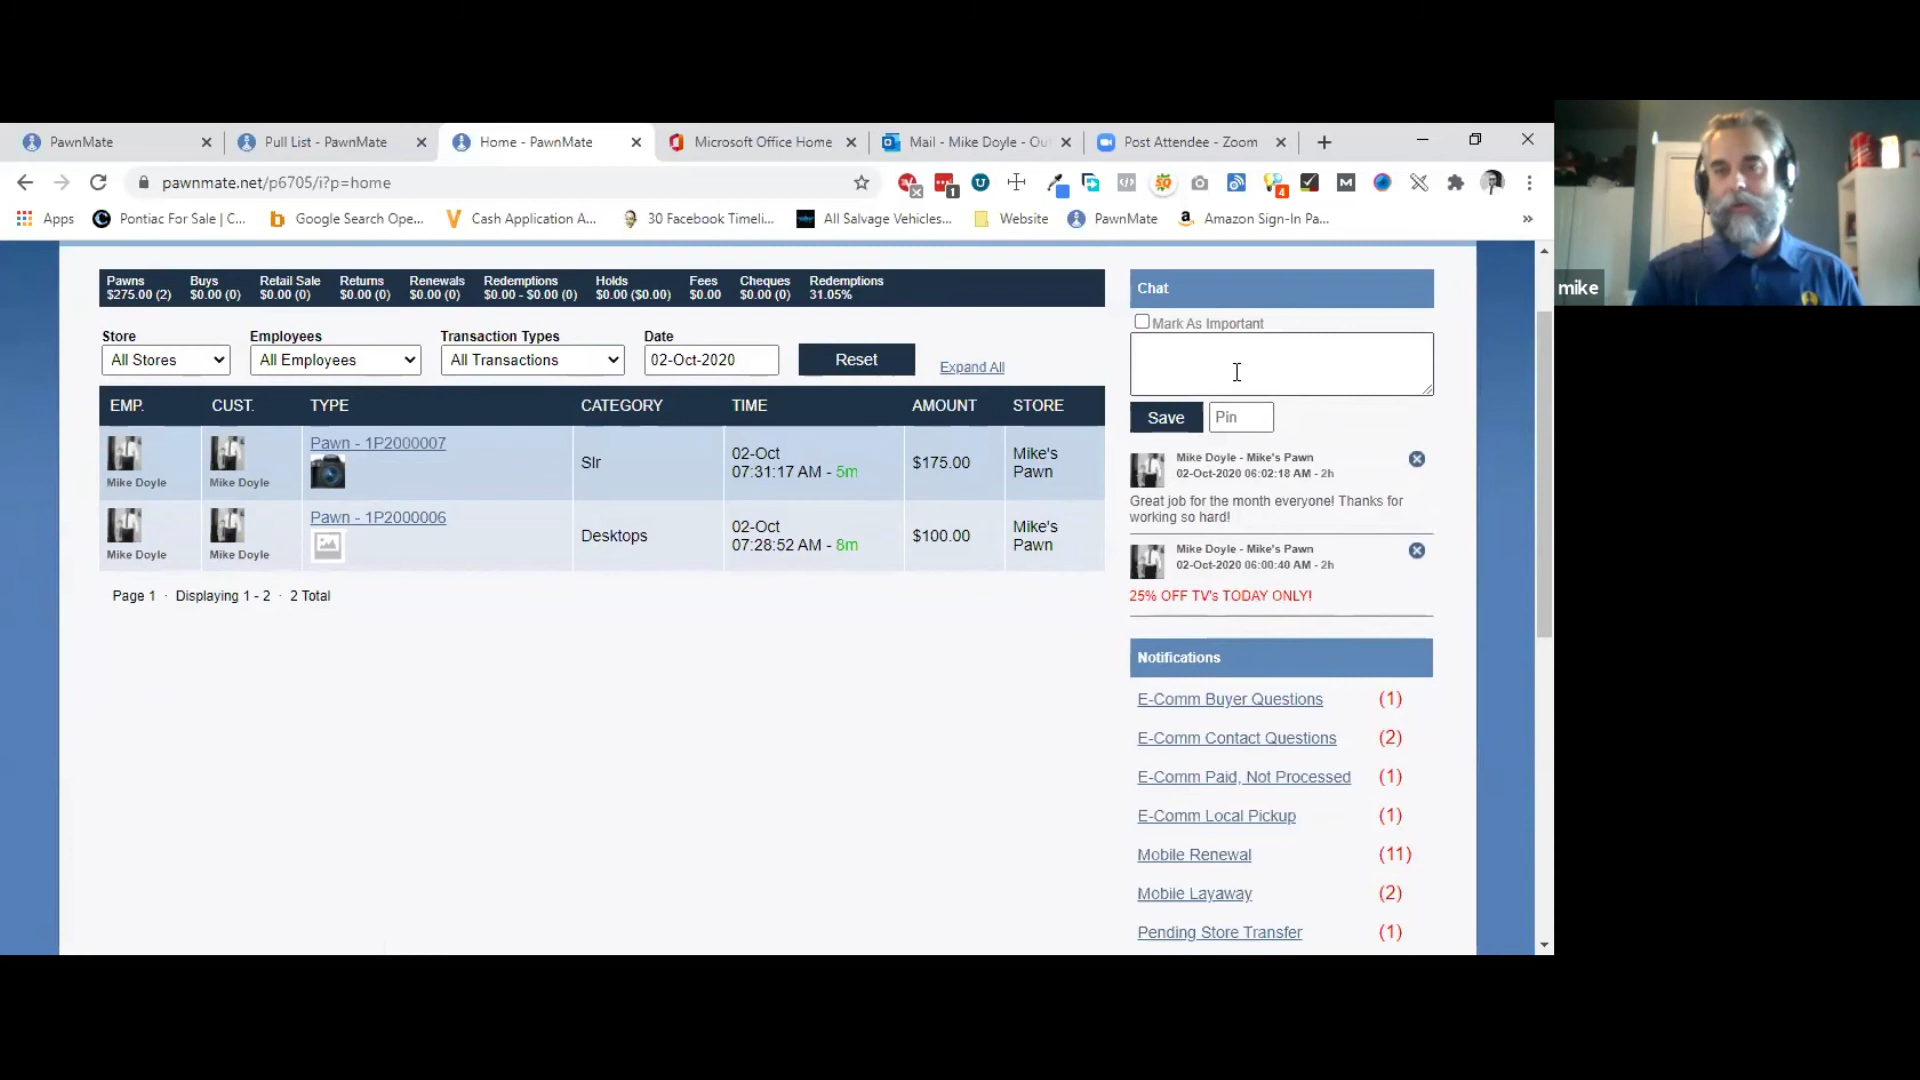 PawnMate
Pull List - PawnMate
Home - PawnMate
Microsoft Office Home
Mail - Mike Doyle - Ou
Post Attendee - Zoom
pawnmate.net/p6705/i?p=home
Apps
Pontiac For Sale | C...
Google Search Ope...
Cash Application A...
30 Facebook Timeli...
All Salvage Vehicles...
Website
PawnMate
Amazon Sign-In Pa...
»
Pawns Buys Retail Sale Returns Renewals Redemptions Holds Fees Cheques Redemptions
$275.00 (2) $0.00 (0) $0.00 (0) $0.00 (0) $0.00 (0) $0.00 - $0.00 (0) $0.00 ($0.00) $0.00 $0.00 (0) 31.05%
Store Employees Transaction Types Date
All Stores All Employees All Transactions 02-Oct-2020 Reset Expand All
EMP. CUST. TYPE CATEGORY TIME AMOUNT STORE
Pawn - 1P2000007
Mike Doyle Mike Doyle Slr 02-Oct
07:31:17 AM - 5m $175.00 Mike's
Pawn
Pawn - 1P2000006
Mike Doyle Mike Doyle Desktops 02-Oct
07:28:52 AM - 8m $100.00 Mike's
Pawn
Page 1 · Displaying 1 - 2 · 2 Total
Chat
Mark As Important
Save Pin
Mike Doyle - Mike's Pawn
02-Oct-2020 06:02:18 AM - 2h
Great job for the month everyone! Thanks for
working so hard!
Mike Doyle - Mike's Pawn
02-Oct-2020 06:00:40 AM - 2h
25% OFF TV's TODAY ONLY!
Notifications
E-Comm Buyer Questions (1)
E-Comm Contact Questions (2)
E-Comm Paid, Not Processed (1)
E-Comm Local Pickup (1)
Mobile Renewal (11)
Mobile Layaway (2)
Pending Store Transfer (1)
mike